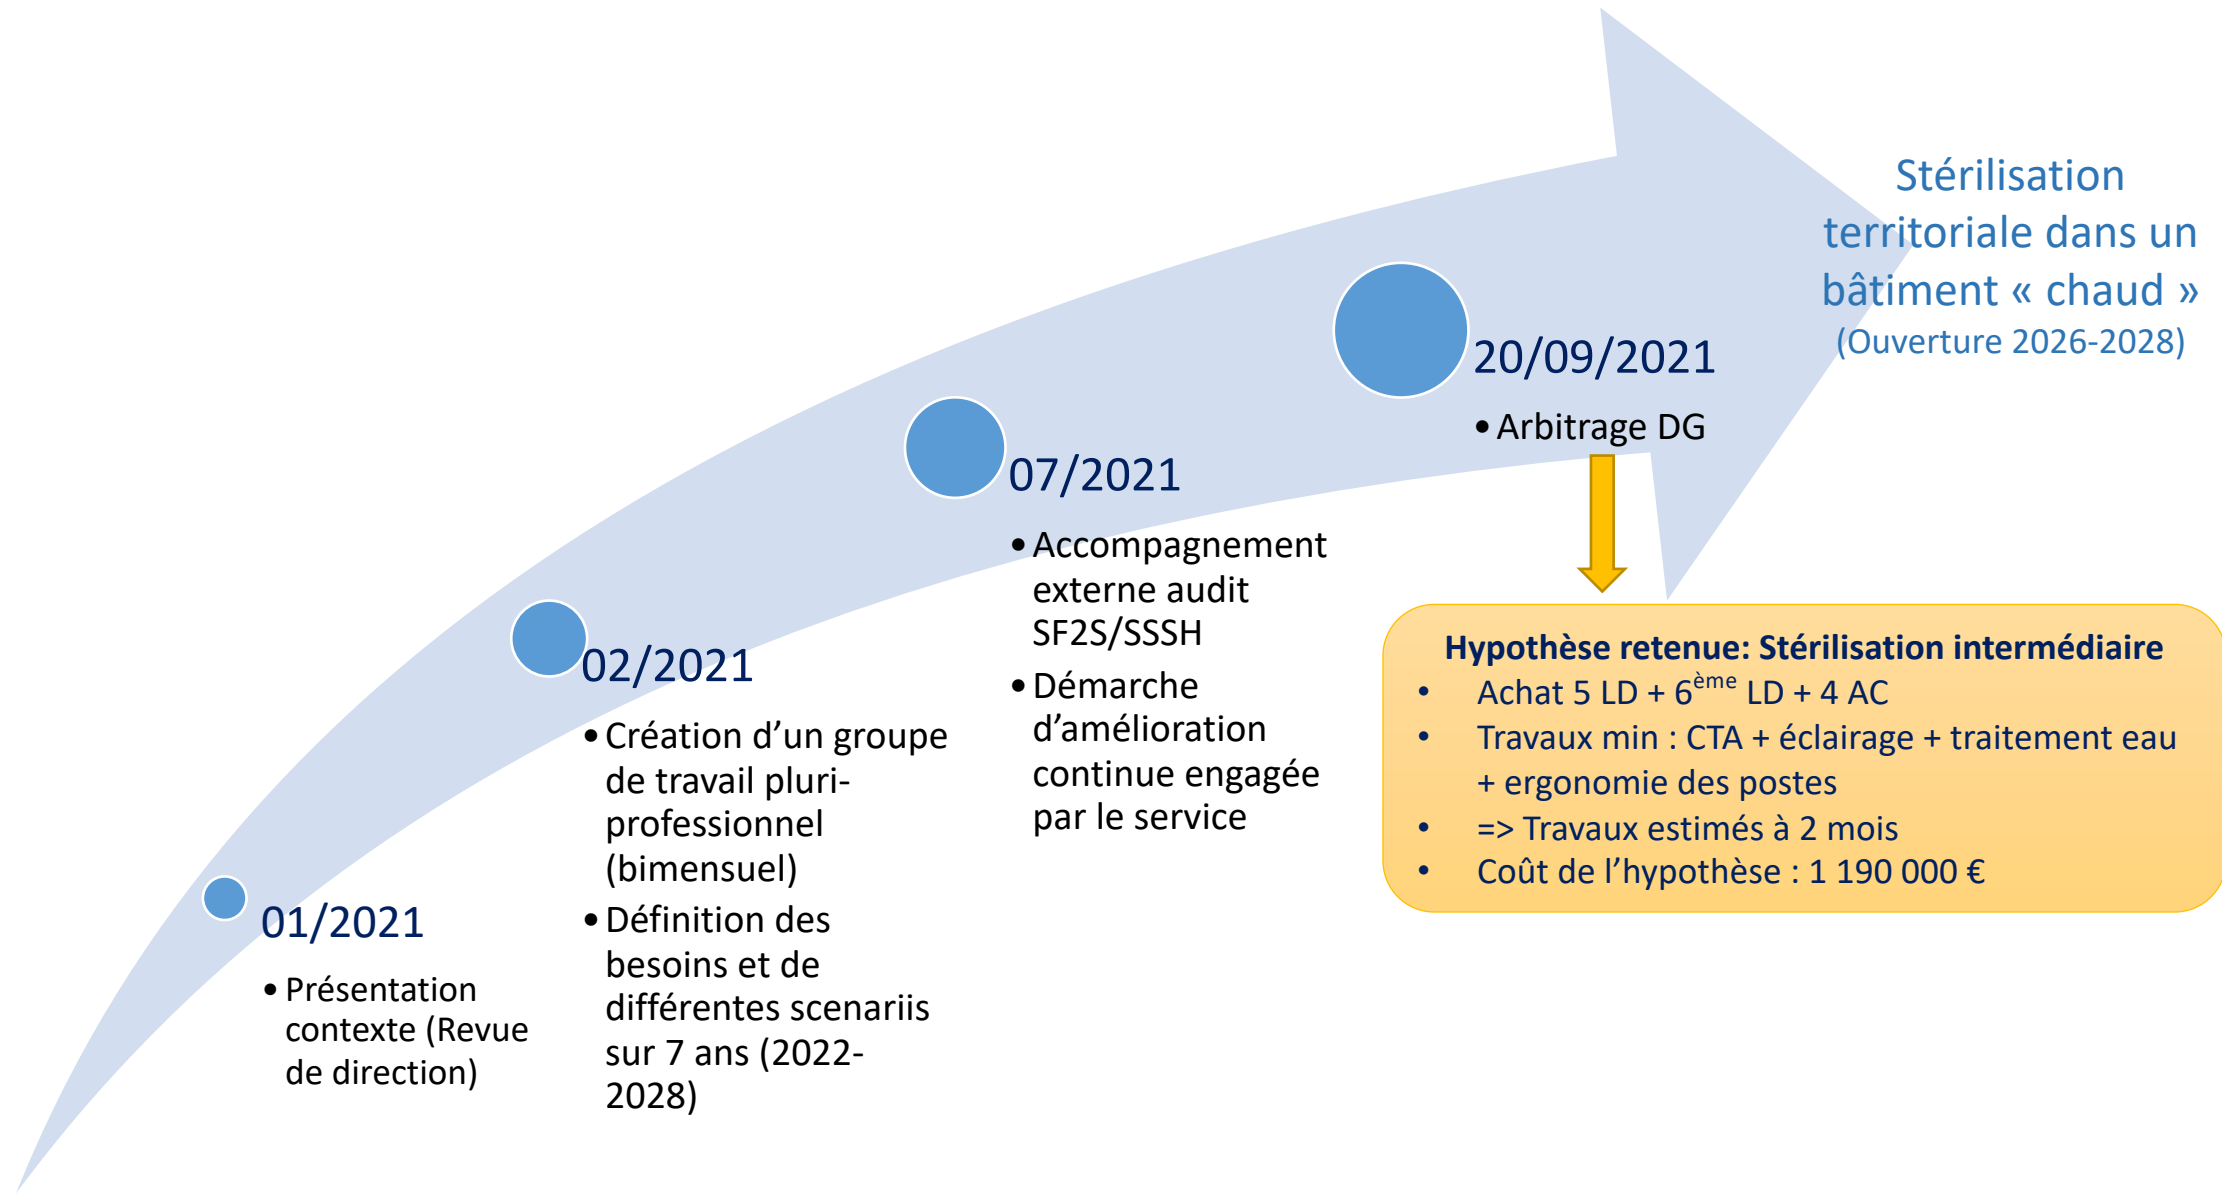 01/2021
• Présentation
contexte (Revue
de direction)
02/2021
• Création d’un groupe
de travail pluri-
professionnel
(bimensuel)
• Définition des
besoins et de
différentes scenariis
sur 7 ans (2022-
2028)
07/2021
• Accompagnement
externe audit
SF2S/SSSH
• Démarche
d’amélioration
continue engagée
par le service
20/09/2021
• Arbitrage DG
Stérilisation
territoriale dans un
bâtiment « chaud »
(Ouverture 2026-2028)
Hypothèse retenue: Stérilisation intermédiaire
• Achat 5 LD + 6ème LD + 4 AC
• Travaux min : CTA + éclairage + traitement eau
+ ergonomie des postes
• => Travaux estimés à 2 mois
• Coût de l’hypothèse : 1 190 000 €